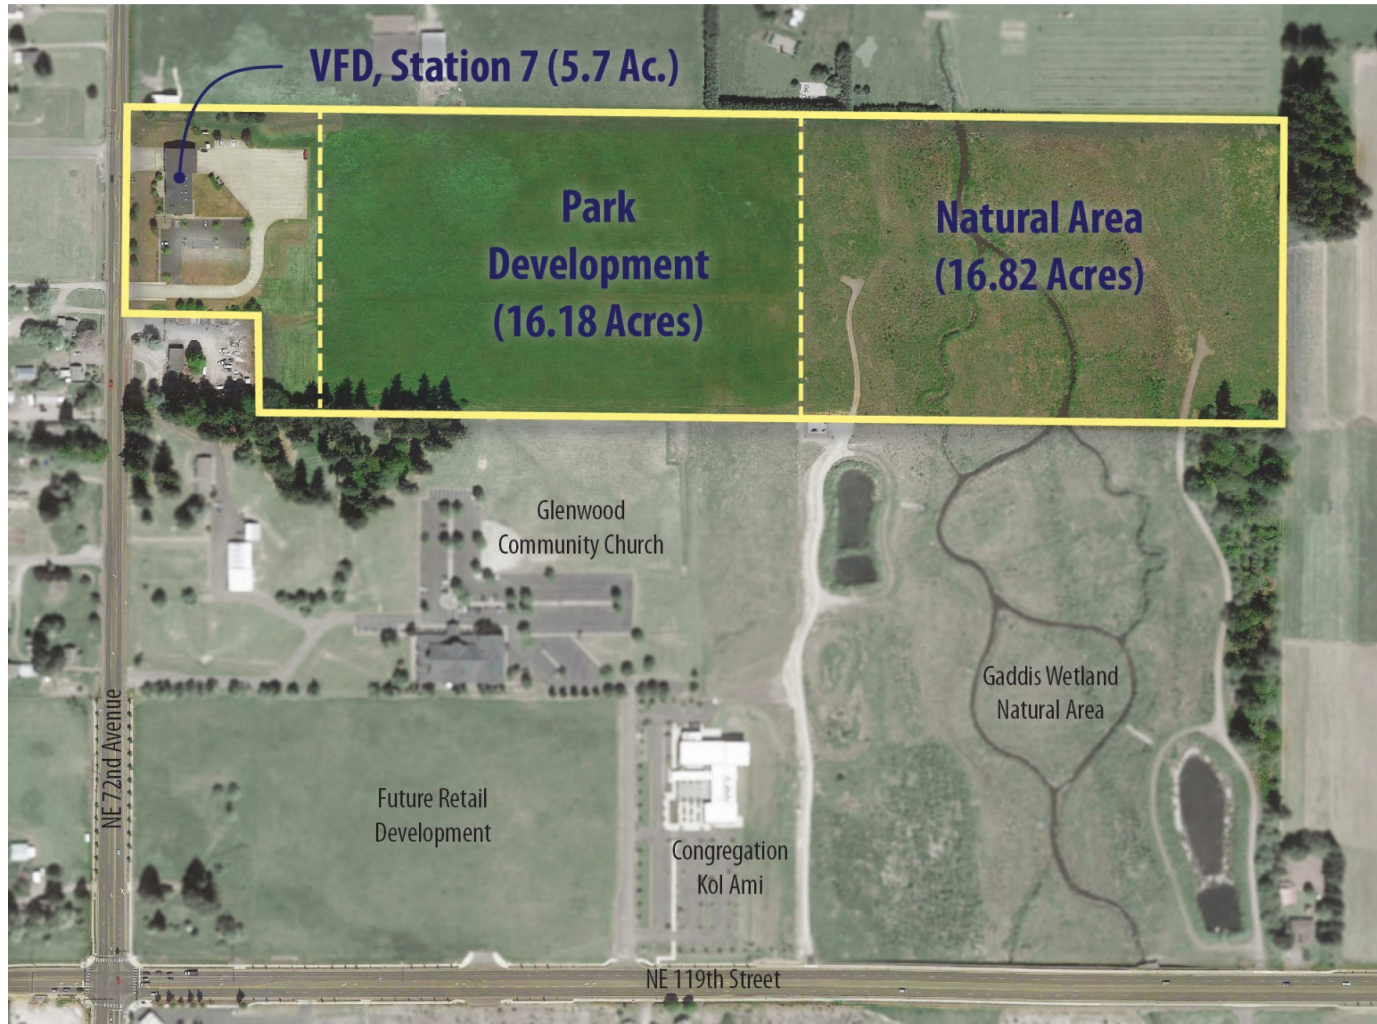 VFD, Station 7 (5.7 Ac.)
Park
Development
(16.18 Acres)
Natural Area
(16.82 Acres)
Glenwood
Community Church
Gaddis Wetland
Natural Area
NE 72nd Avenue
Future Retail
Development
Congregation
Kol Ami
NE 119th Street